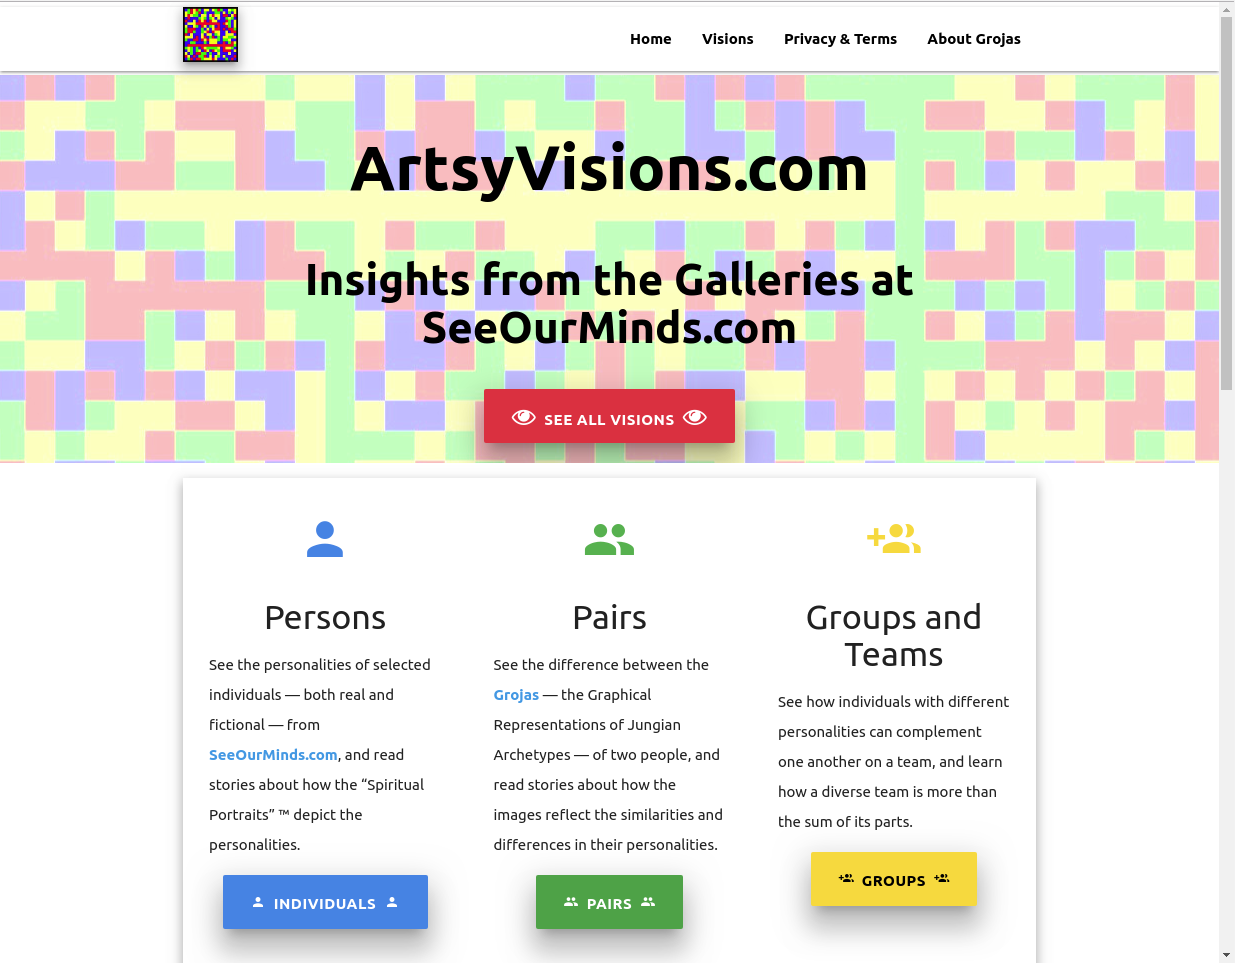 Home Visions Privacy & Terms About Grojas
ArtsyVisions.com
Insights from the Galleries at
SeeOurMinds.com
SEE ALL VISIONS
Persons
See the personalities of selected
individuals — both real and
fictional — from
SeeOurMinds.com, and read
stories about how the “Spiritual
Portraits” ™ depict the
personalities.
INDIVIDUALS
Pairs
See the difference between the
Grojas — the Graphical
Representations of Jungian
Archetypes — of two people, and
read stories about how the
images reflect the similarities and
differences in their personalities.
PAIRS
Groups and
Teams
See how individuals with different
personalities can complement
one another on a team, and learn
how a diverse team is more than
the sum of its parts.
GROUPS